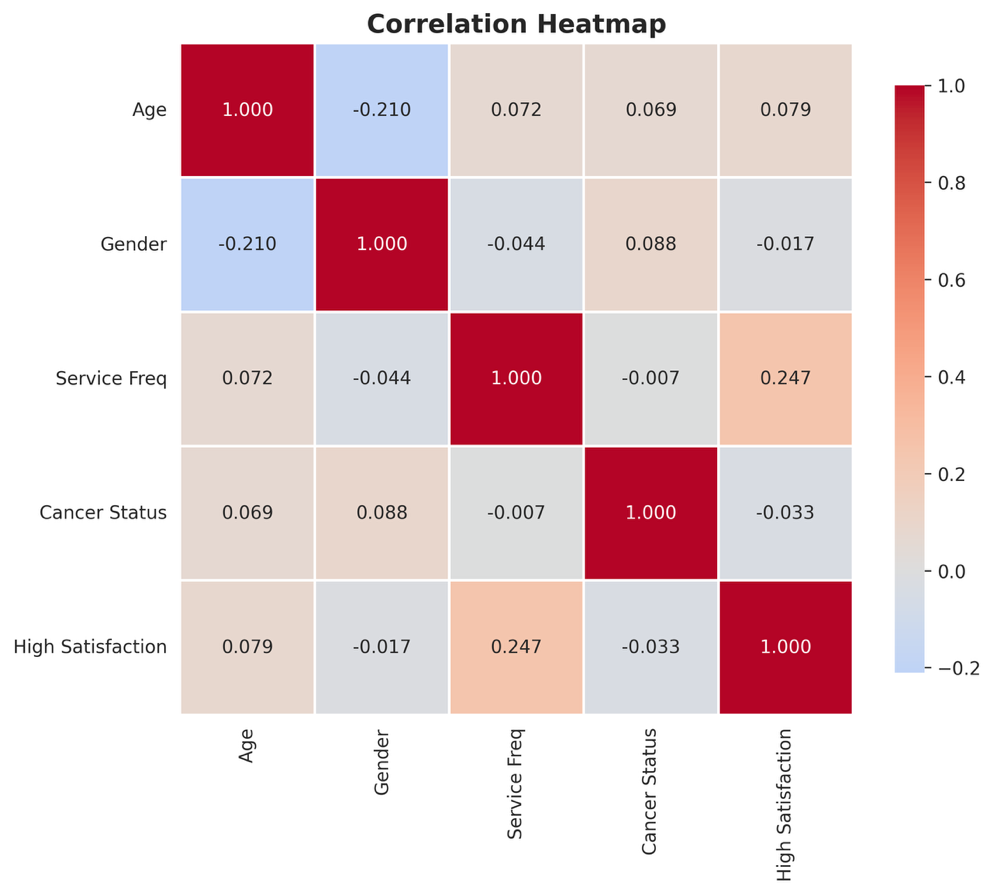 Correlation Heatmap
Age 1.000 -0.210 0.072 0.069 0.079
Gender -0.210 1.000 -0.044 0.088 -0.017
Service Freq 0.072 -0.044 1.000 -0.007 0.247
Cancer Status 0.069 0.088 -0.007 1.000 -0.033
High Satisfaction 0.079 -0.017 0.247 -0.033 1.000
Age
Gender
Service Freq
Cancer Status
High Satisfaction
1.0
0.8
0.6
0.4
0.2
0.0
−0.2